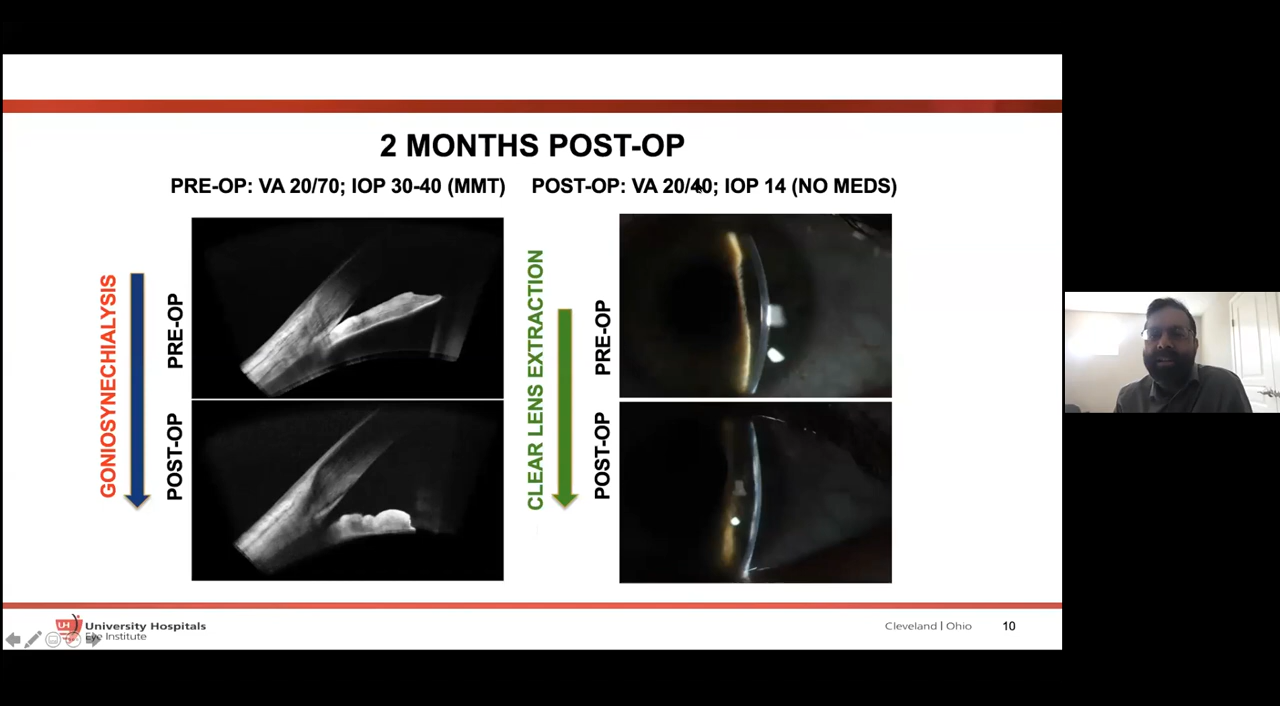 2 MONTHS POST-OP
PRE-OP: VA 20/70; IOP 30-40 (MMT)
POST-OP: VA 20/40; IOP 14 (NO MEDS)
GONIOSYNECHIALYSIS
PRE-OP
POST-OP
CLEAR LENS EXTRACTION
PRE-OP
POST-OP
UH
University Hospitals
Eye Institute
Cleveland | Ohio
10